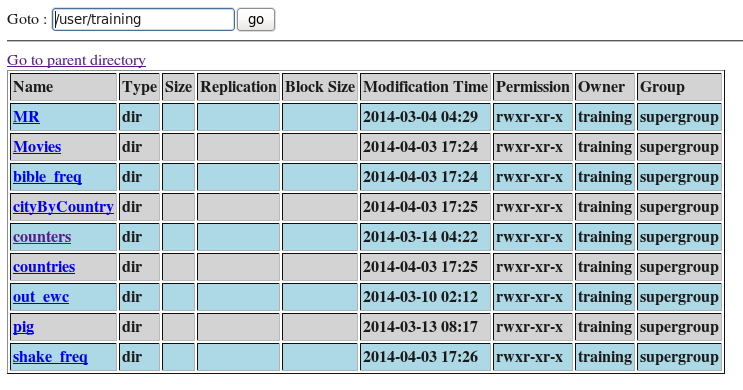 Goto : /user/training go
Go to parent directory
Name Type Size Replication Block Size Modification Time Permission Owner Group
MR dir 2014-03-04 04:29 rwxr-xr-x training supergroup
Movies dir 2014-04-03 17:24 rwxr-xr-x training supergroup
bible_freq dir 2014-04-03 17:24 rwxr-xr-x training supergroup
cityByCountry dir 2014-04-03 17:25 rwxr-xr-x training supergroup
counters dir 2014-03-14 04:22 rwxr-xr-x training supergroup
countries dir 2014-04-03 17:25 rwxr-xr-x training supergroup
out_ewc dir 2014-03-10 02:12 rwxr-xr-x training supergroup
pig dir 2014-03-13 08:17 rwxr-xr-x training supergroup
shake_freq dir 2014-04-03 17:26 rwxr-xr-x training supergroup